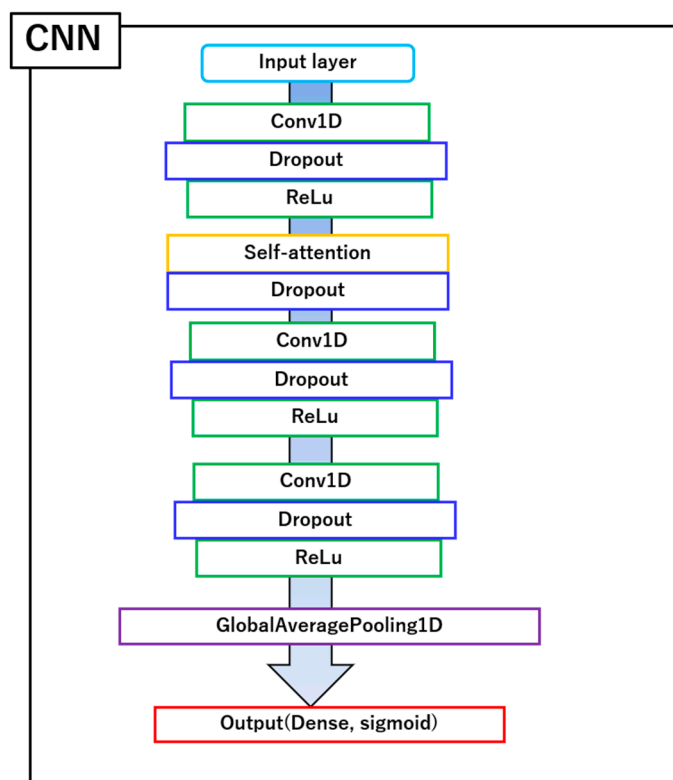 CNN
Input layer
Conv1D
Dropout
ReLu
Self-attention
Dropout
Conv1D
Dropout
ReLu
Conv1D
Dropout
ReLu
GlobalAveragePooling1D
Output(Dense, sigmoid)